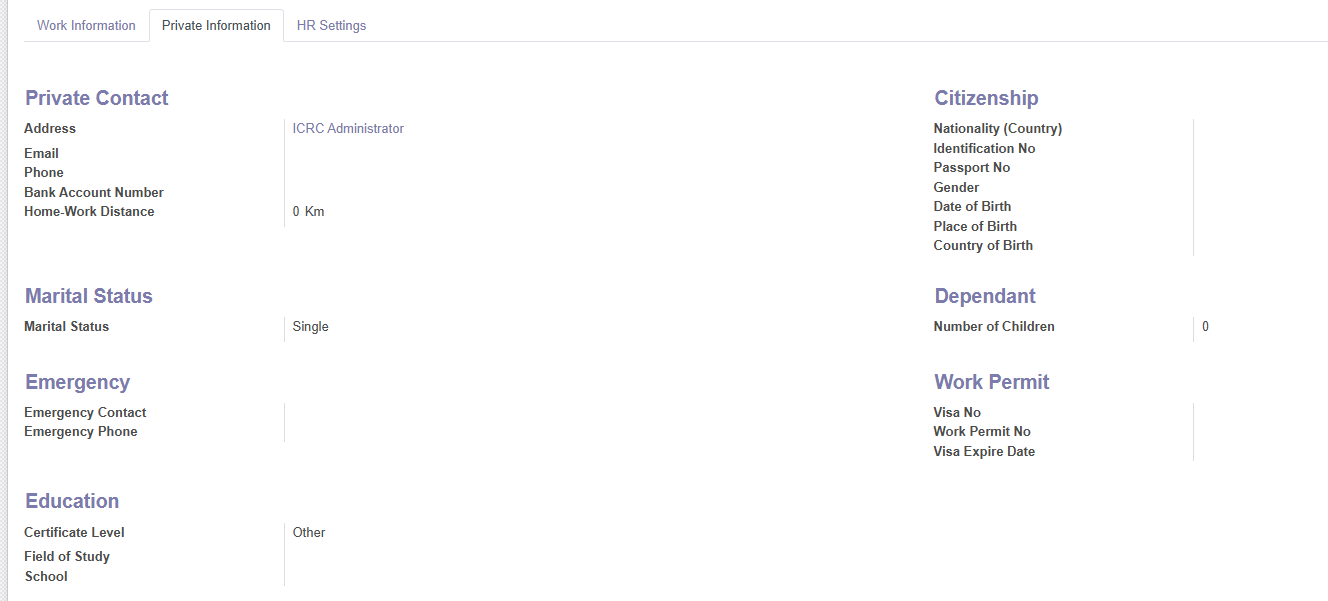 Work Information Private Information HR Settings
Private Contact
Address ICRC Administrator
Email
Phone
Bank Account Number
Home-Work Distance 0 Km
Citizenship
Nationality (Country)
Identification No
Passport No
Gender
Date of Birth
Place of Birth
Country of Birth
Marital Status
Marital Status Single
Dependant
Number of Children 0
Emergency
Emergency Contact
Emergency Phone
Work Permit
Visa No
Work Permit No
Visa Expire Date
Education
Certificate Level Other
Field of Study
School